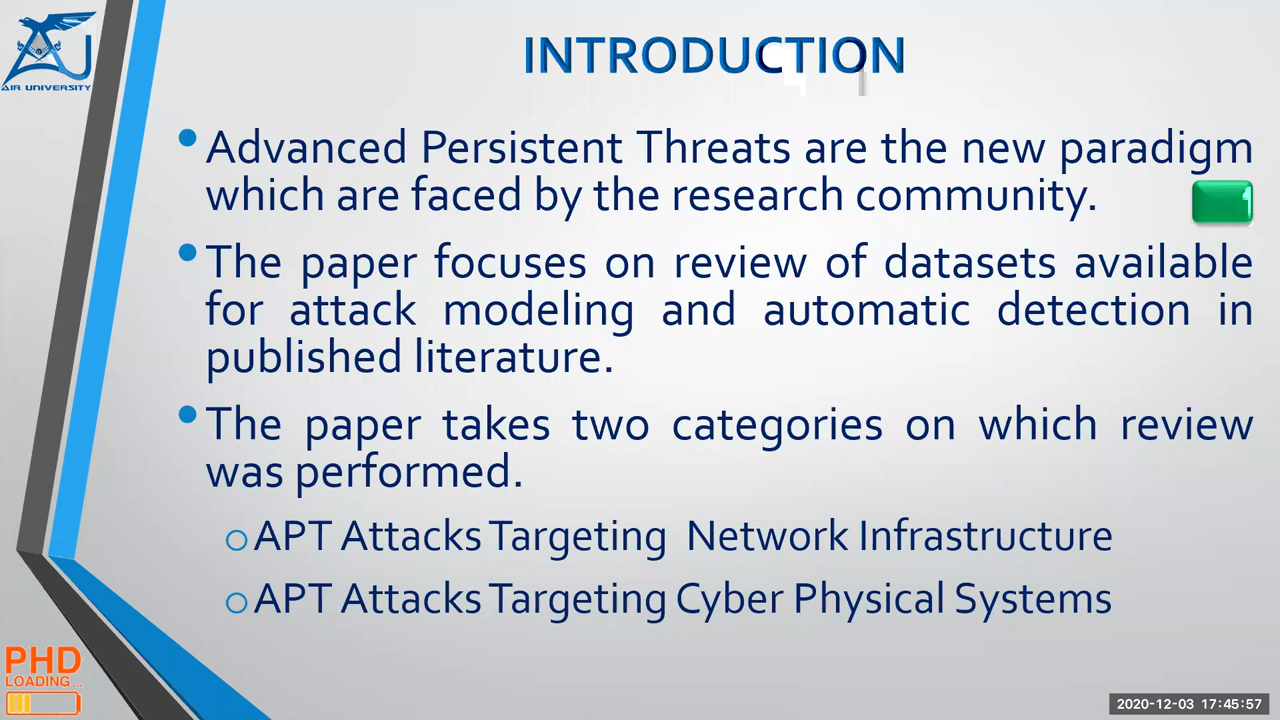 AIR UNIVERSITY
INTRODUCTION
Advanced Persistent Threats are the new paradigm
which are faced by the research community.
1
The paper focuses on review of datasets available
for attack modeling and automatic detection in
published literature.
The paper takes two categories on which review
was performed.
APT Attacks Targeting Network Infrastructure
APT Attacks Targeting Cyber Physical Systems
PHD
LOADING...
2020-12-03 17:45:57